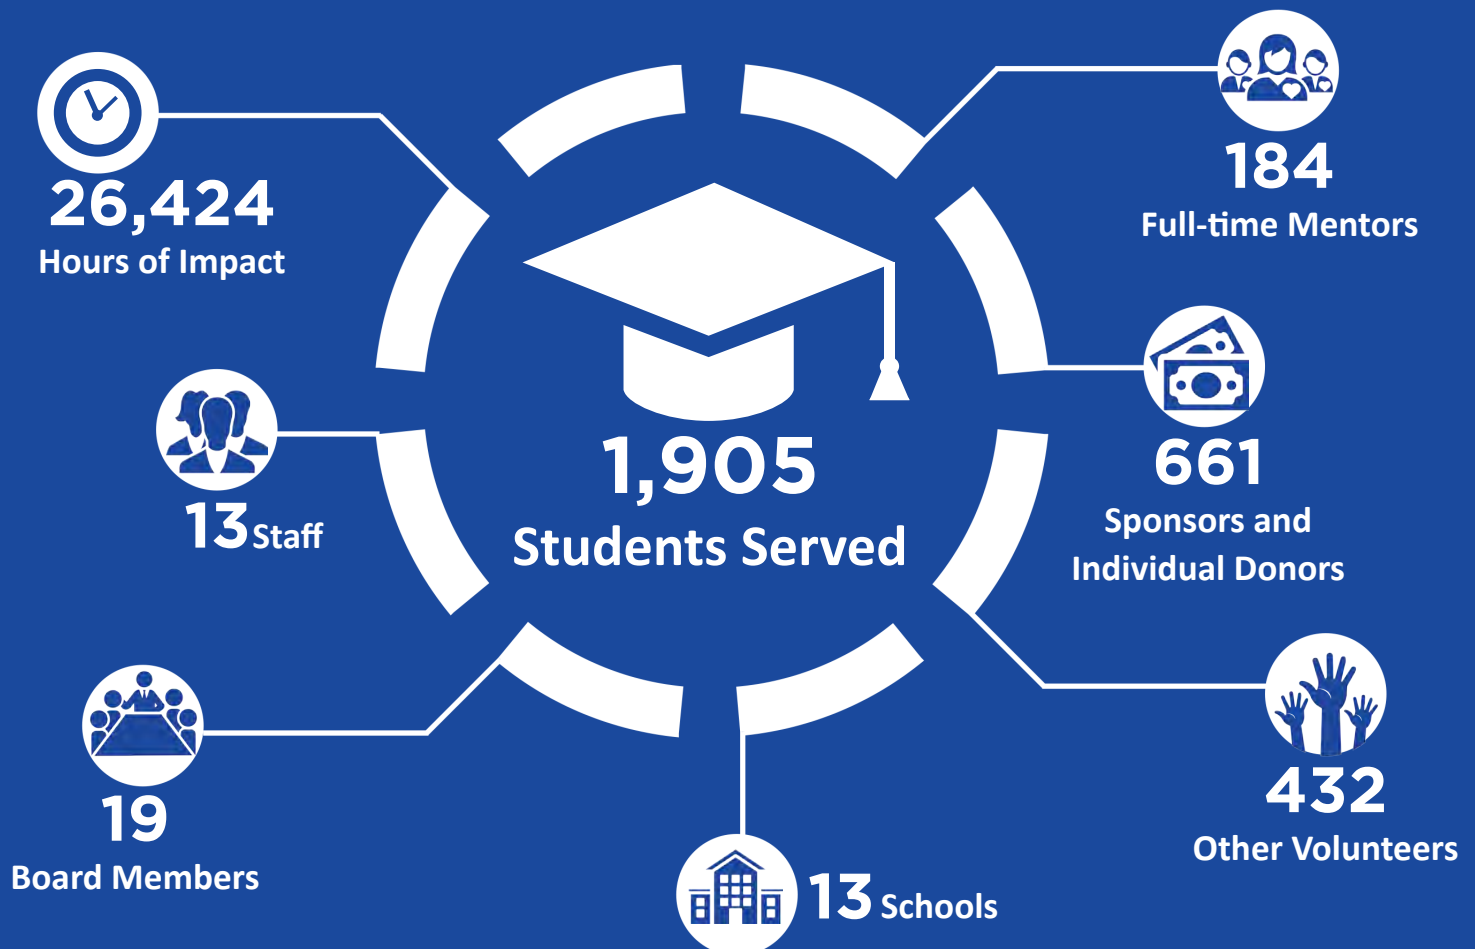 26,424
Hours of Impact
184
Full-time Mentors
13 Staff
1,905
Students Served
661
Sponsors and
Individual Donors
19
Board Members
432
Other Volunteers
13 Schools